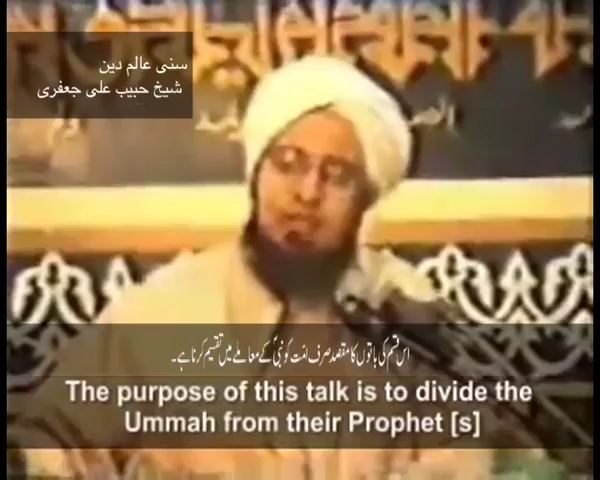 سنی عالم دین
شیخ حبیب علی جعفری
اس قسم کی باتوں کا مقصد صرف امت کو نبیؐ کے معاملے میں تقسیم کرنا ہے۔
The purpose of this talk is to divide the
Ummah from their Prophet [s]